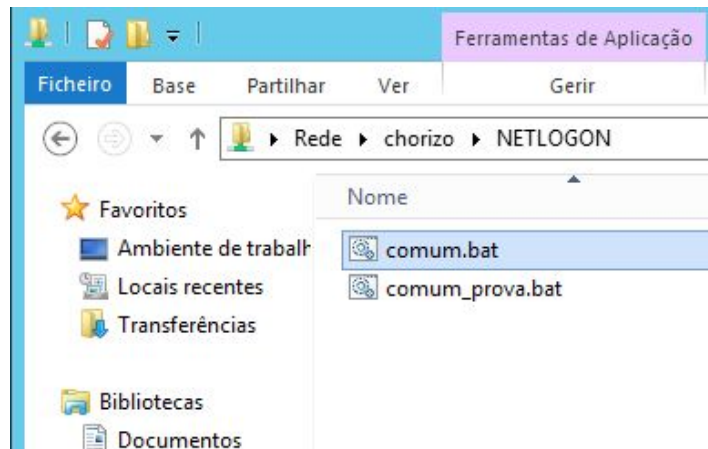 Ferramentas de Aplicação
Ficheiro Base Partilhar Ver Gerir
Rede chorizo NETLOGON
Nome
Favoritos
Ambiente de trabalh
Locais recentes
Transferências
Bibliotecas
Documentos
comum.bat
comum_prova.bat